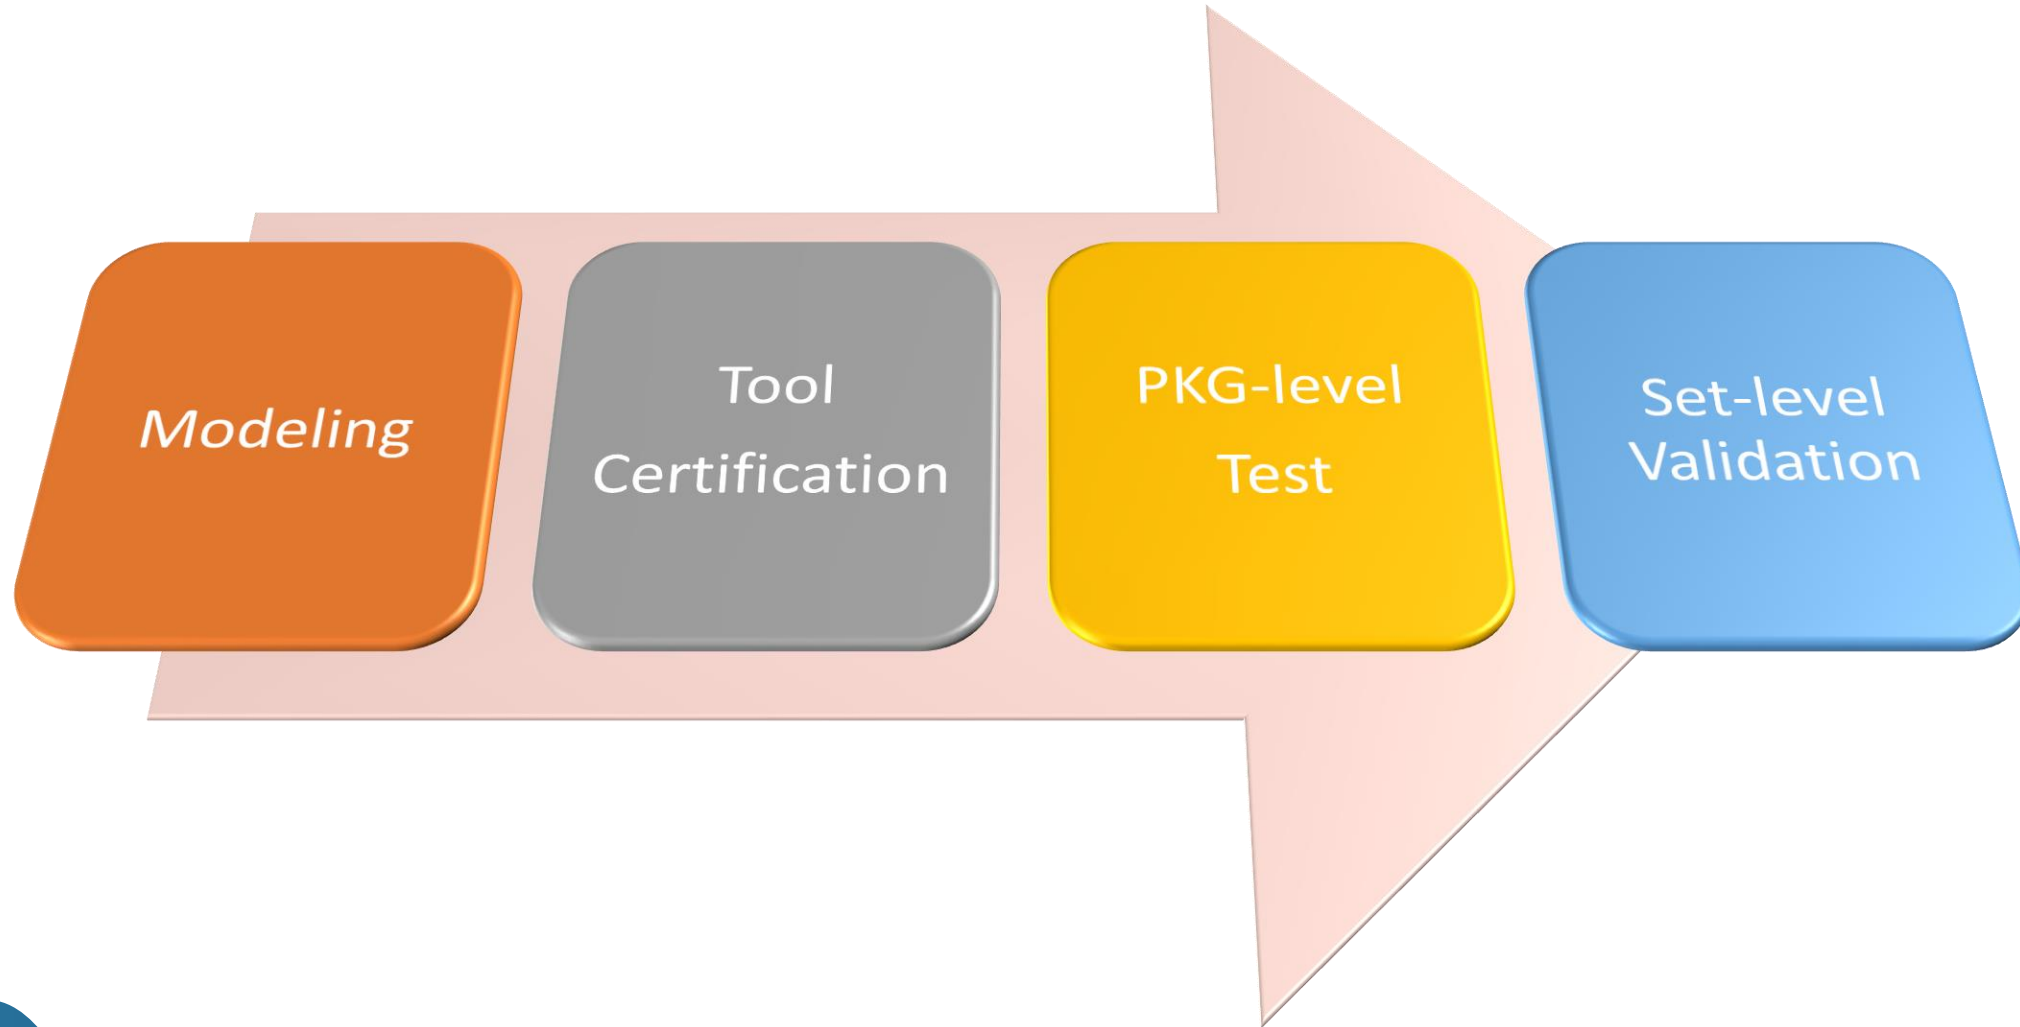 Modeling
Tool
Certification
PKG-level
Test
Set-level
Validation